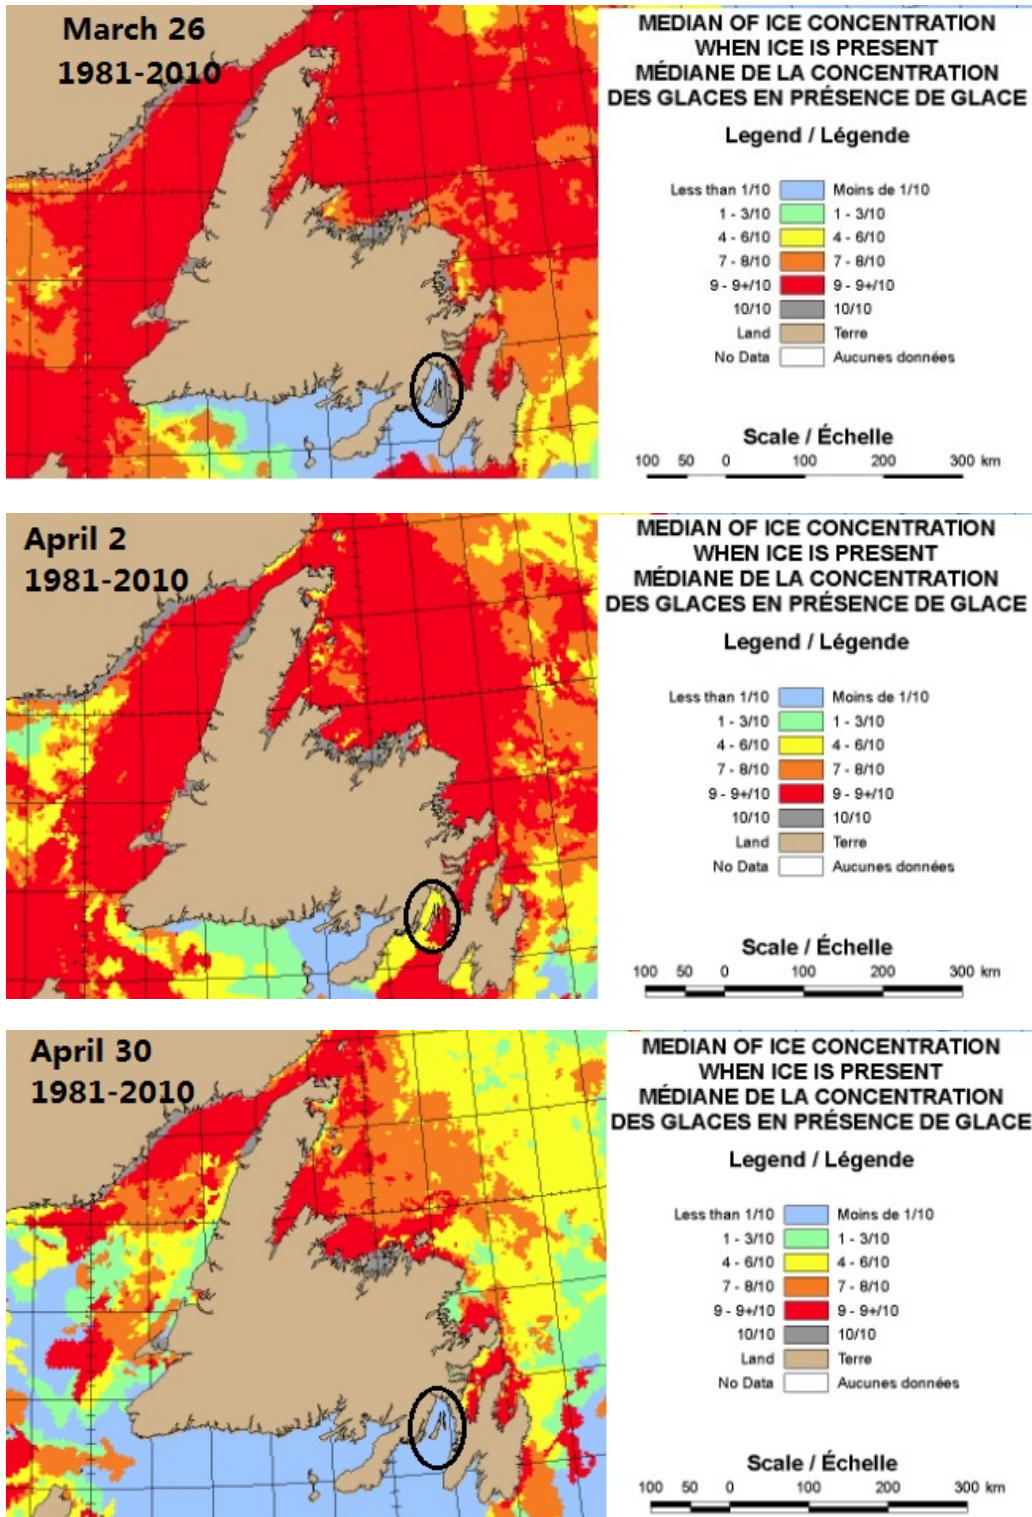 March 26
1981-2010
MEDIAN OF ICE CONCENTRATION
WHEN ICE IS PRESENT
MÉDIANE DE LA CONCENTRATION
DES GLACES EN PRÉSENCE DE GLACE
Legend / Légende
Less than 1/10 Moins de 1/10
1 - 3/10 1 - 3/10
4 - 6/10 4 - 6/10
7 - 8/10 7 - 8/10
9 - 9+/10 9 - 9+/10
10/10 10/10
Land Terre
No Data Aucunes données
Scale / Échelle
100 50 0 100 200 300 km
April 2
1981-2010
MEDIAN OF ICE CONCENTRATION
WHEN ICE IS PRESENT
MÉDIANE DE LA CONCENTRATION
DES GLACES EN PRÉSENCE DE GLACE
Legend / Légende
Less than 1/10 Moins de 1/10
1 - 3/10 1 - 3/10
4 - 6/10 4 - 6/10
7 - 8/10 7 - 8/10
9 - 9+/10 9 - 9+/10
10/10 10/10
Land Terre
No Data Aucunes données
Scale / Échelle
100 50 0 100 200 300 km
April 30
1981-2010
MEDIAN OF ICE CONCENTRATION
WHEN ICE IS PRESENT
MÉDIANE DE LA CONCENTRATION
DES GLACES EN PRÉSENCE DE GLACE
Legend / Légende
Less than 1/10 Moins de 1/10
1 - 3/10 1 - 3/10
4 - 6/10 4 - 6/10
7 - 8/10 7 - 8/10
9 - 9+/10 9 - 9+/10
10/10 10/10
Land Terre
No Data Aucunes données
Scale / Échelle
100 50 0 100 200 300 km